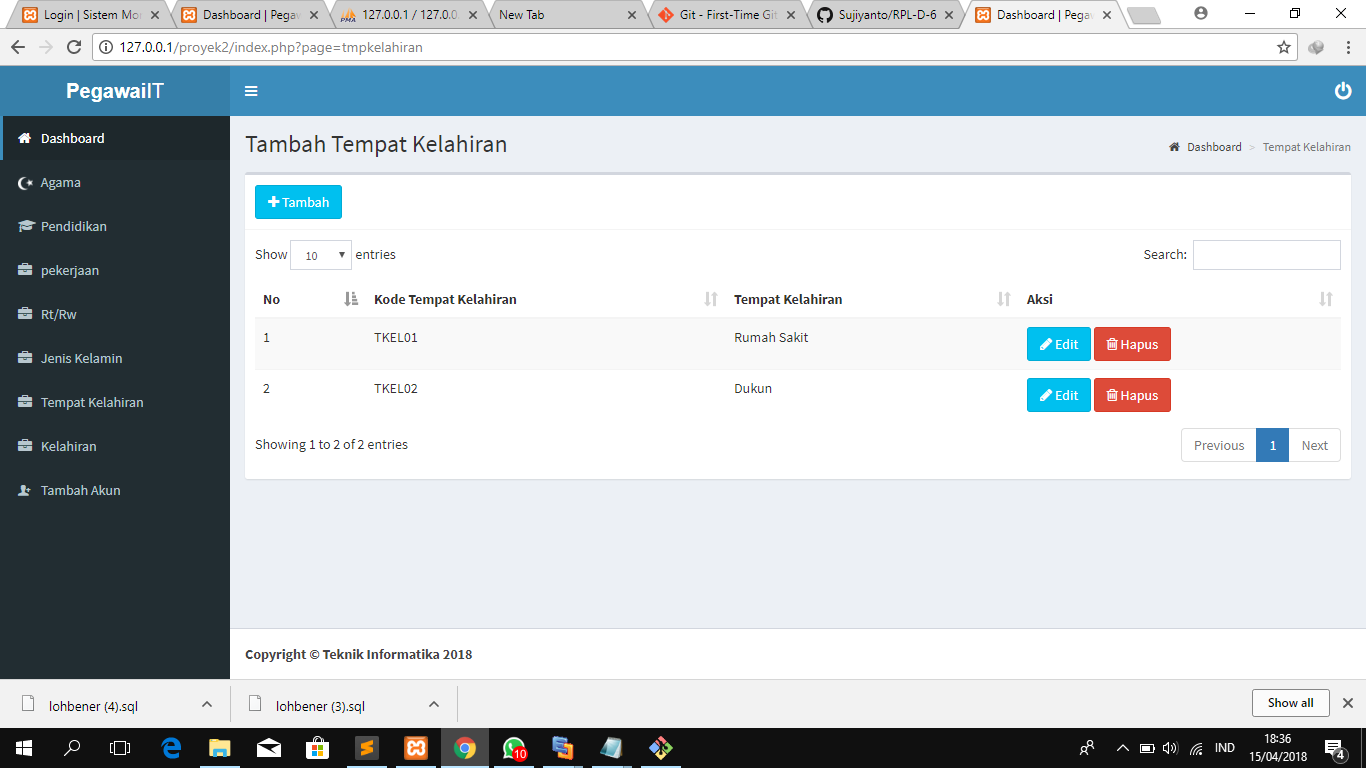 Login | Sistem Mo
Dashboard | Pegaw
PMA 127.0.0.1 / 127.0.0.
New Tab
Git - First-Time Git
Sujiyanto/RPL-D-6
Dashboard | Pegaw
127.0.0.1/proyek2/index.php?page=tmpkelahiran
PegawaiIT
Dashboard
Agama
Pendidikan
pekerjaan
Rt/Rw
Jenis Kelamin
Tempat Kelahiran
Kelahiran
Tambah Akun
Tambah Tempat Kelahiran
Dashboard > Tempat Kelahiran
Tambah
Show 10 entries
Search:
No Kode Tempat Kelahiran Tempat Kelahiran Aksi
1 TKEL01 Rumah Sakit Edit Hapus
2 TKEL02 Dukun Edit Hapus
Showing 1 to 2 of 2 entries
Previous 1 Next
Copyright © Teknik Informatika 2018
lohbener (4).sql
lohbener (3).sql
Show all
10
IND
18:36
15/04/2018
4